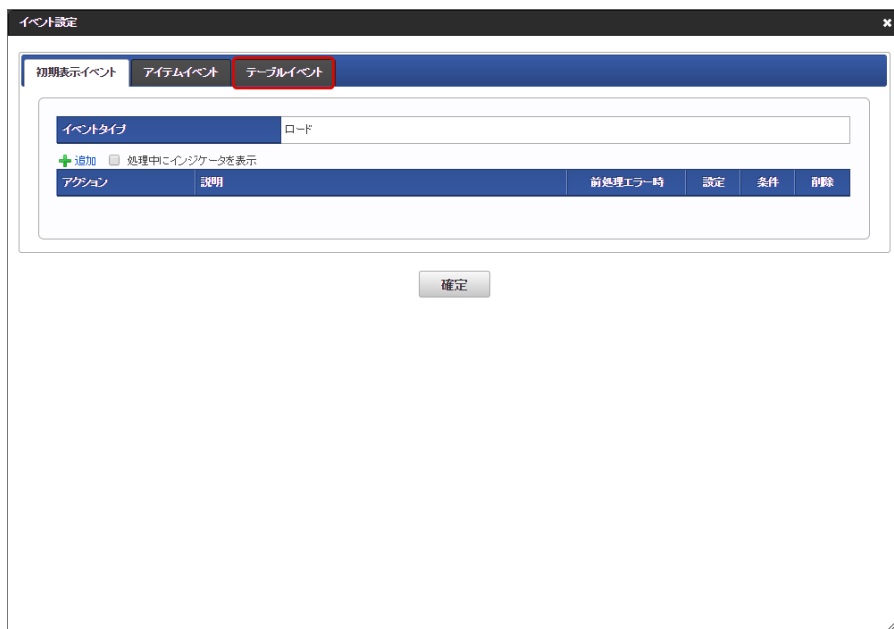 イベント設定
初期表示イベント アイテムイベント テーブルイベント
イベントタイプ ロード
追加 処理中にインジケータを表示
アクション 説明 前処理エラー時 設定 条件 削除
確定